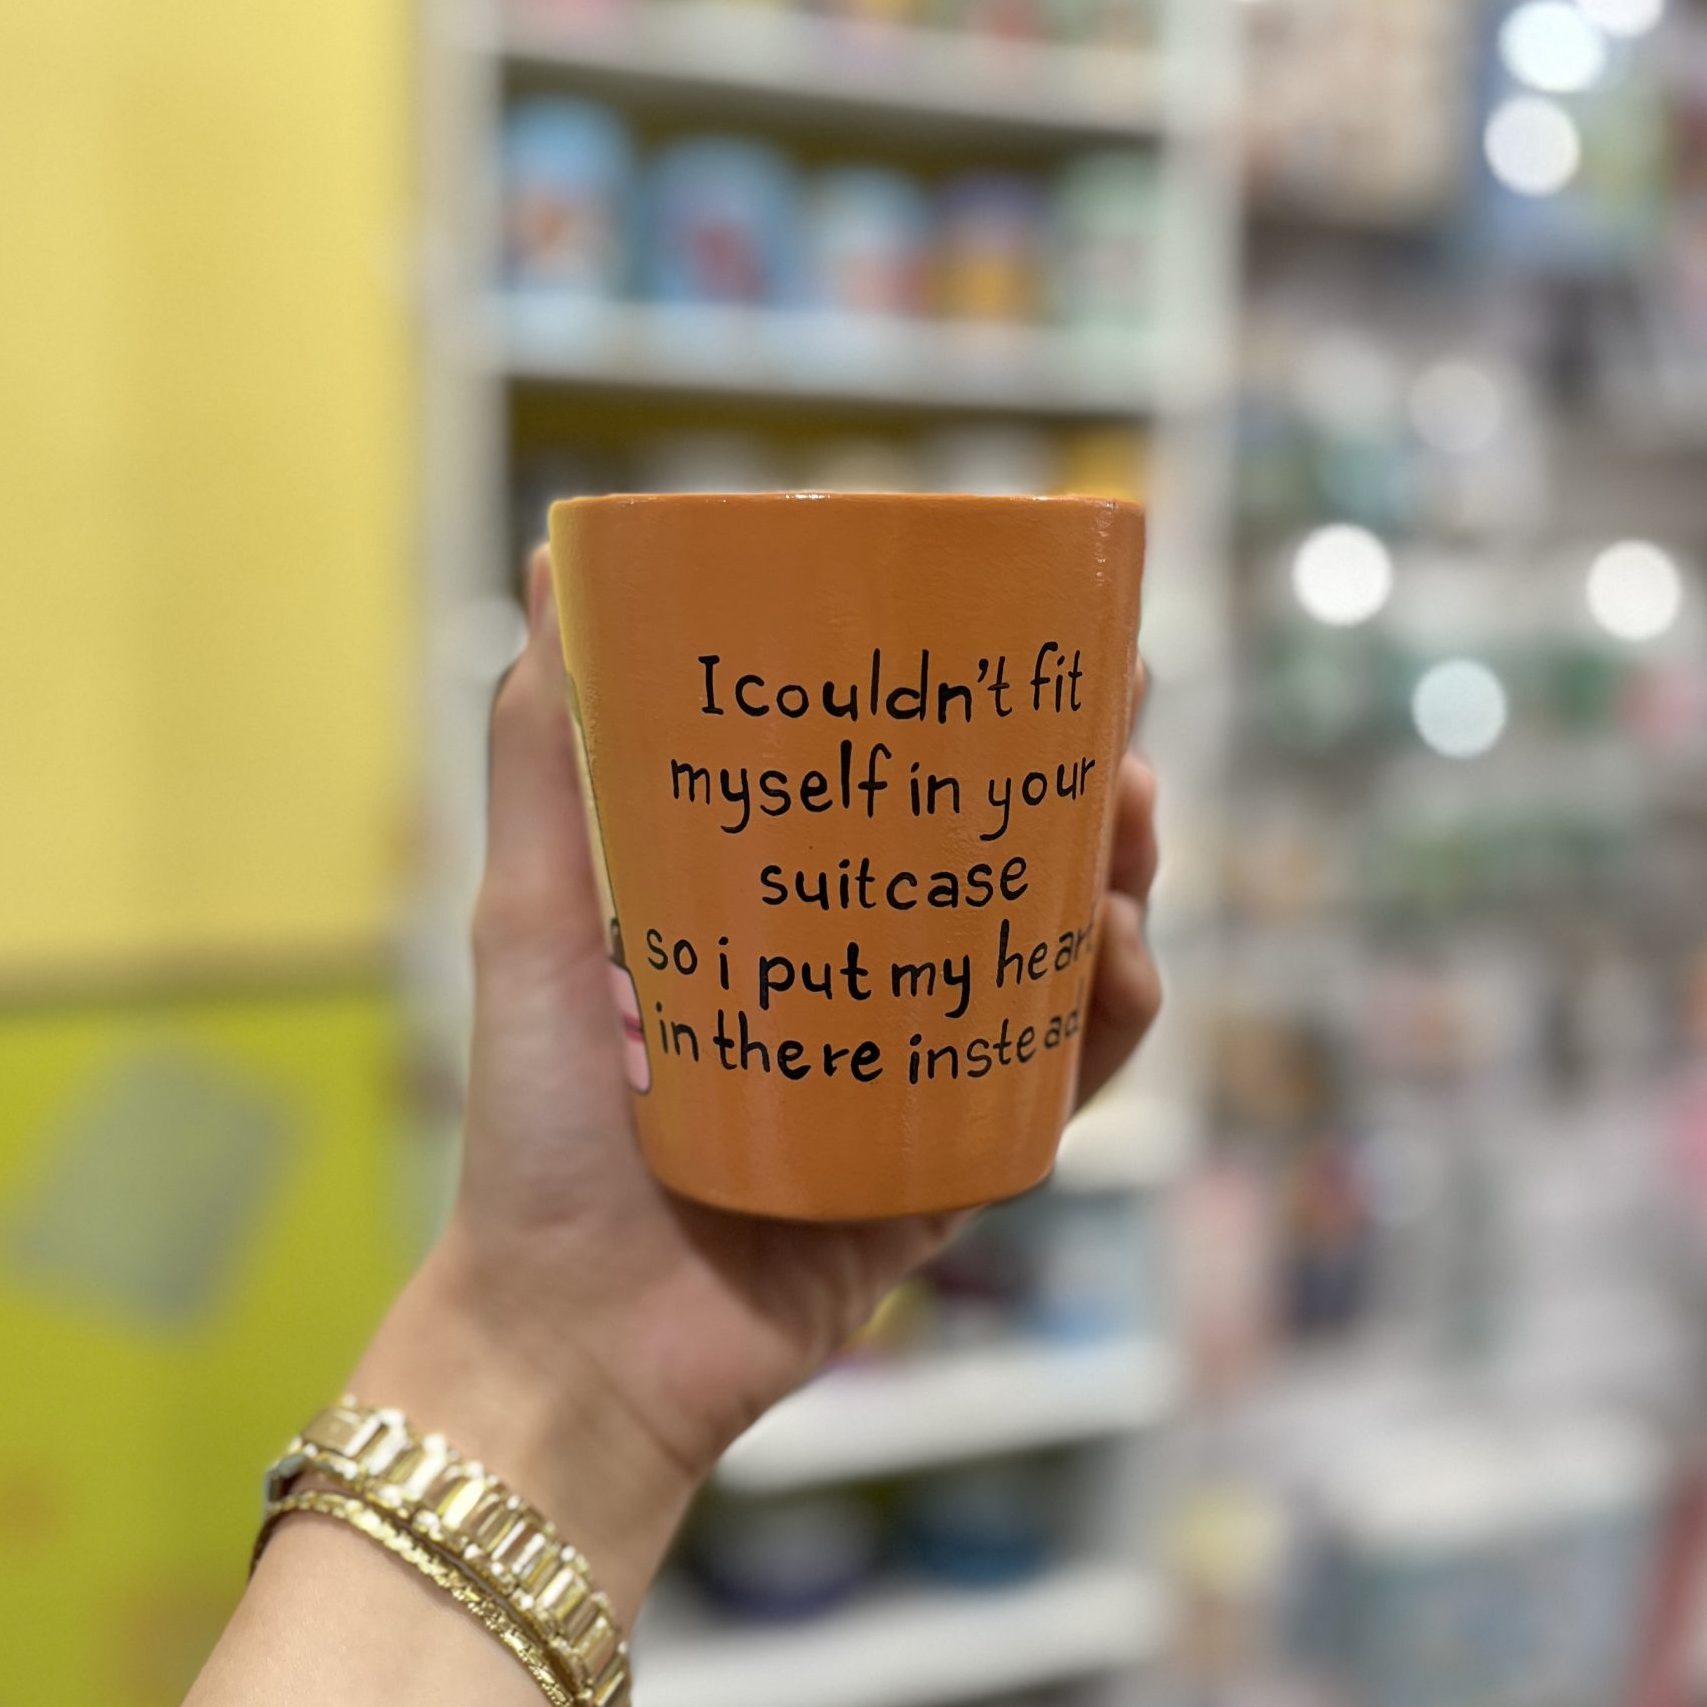 I couldn't fit
myself in your
suitcase
so i put my heart
in there instead